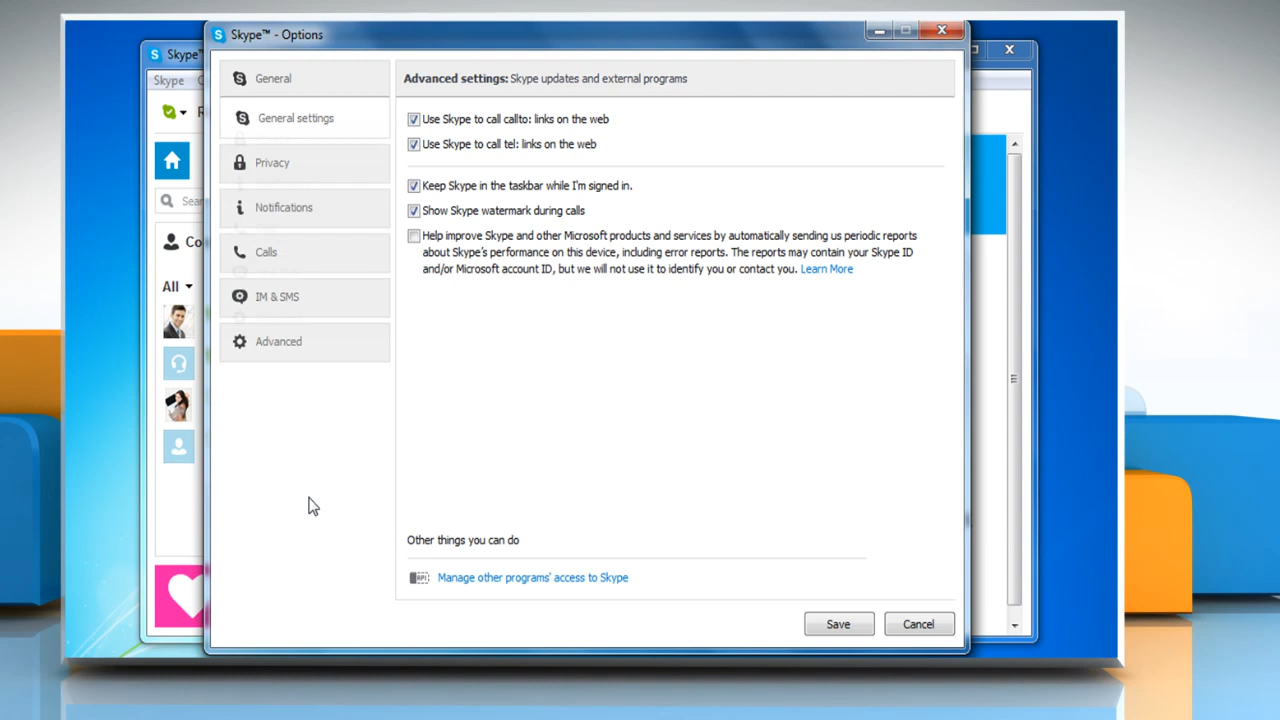 Skype™ - Options
Skype™
Skype
General
General settings
Privacy
Notifications
Calls
IM & SMS
Advanced
All
Advanced settings: Skype updates and external programs
Use Skype to call callto: links on the web
Use Skype to call tel: links on the web
Keep Skype in the taskbar while I'm signed in.
Show Skype watermark during calls
Help improve Skype and other Microsoft products and services by automatically sending us periodic reports
about Skype's performance on this device, including error reports. The reports may contain your Skype ID
and/or Microsoft account ID, but we will not use it to identify you or contact you. Learn More
Other things you can do
Manage other programs' access to Skype
Save
Cancel